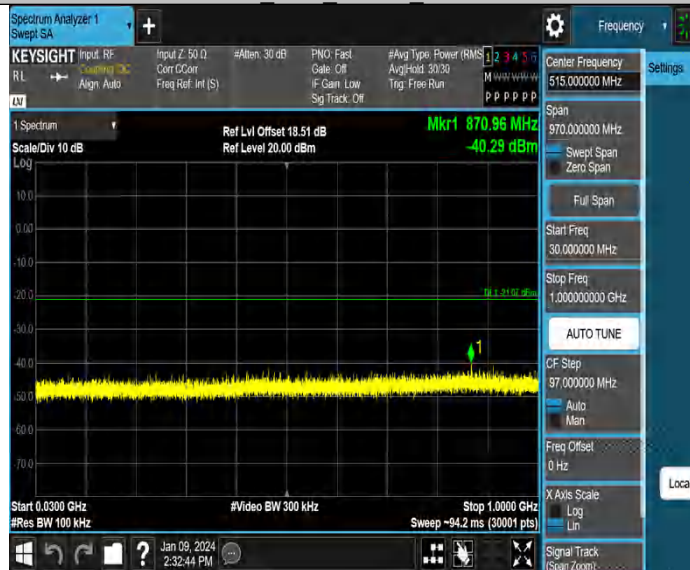 Spectrum Analyzer 1
Swept SA
+
Frequency
KEYSIGHT
RL
LXI
Input: RF
Coupling: DC
Align: Auto
Input Z: 50 Ω
Corr CCorr
Freq Ref: Int (S)
#Atten: 30 dB
PNO: Fast
Gate: Off
IF Gain: Low
Sig Track: Off
#Avg Type: Power (RMS
Avg|Hold: 30/30
Trig: Free Run
1 2 3 4 5 6
M w w w w w
P P P P P P
1 Spectrum
Scale/Div 10 dB
Log
Ref Lvl Offset 18.51 dB
Ref Level 20.00 dBm
Mkr1 870.96 MHz
-40.29 dBm
10.0
0.00
-10.0
-20.0
-30.0
-40.0
-50.0
-60.0
-70.0
1
Start 0.0300 GHz
#Res BW 100 kHz
#Video BW 300 kHz
Stop 1.0000 GHz
Sweep ~94.2 ms (30001 pts)
Jan 09, 2024
2:32:44 PM
?
Center Frequency
515.000000 MHz
Settings
Span
970.000000 MHz
Swept Span
Zero Span
Full Span
Start Freq
30.000000 MHz
Stop Freq
1.000000000 GHz
AUTO TUNE
CF Step
97.000000 MHz
Auto
Man
Freq Offset
0 Hz
X Axis Scale
Log
Lin
Signal Track
(Span Zoom)
Loca